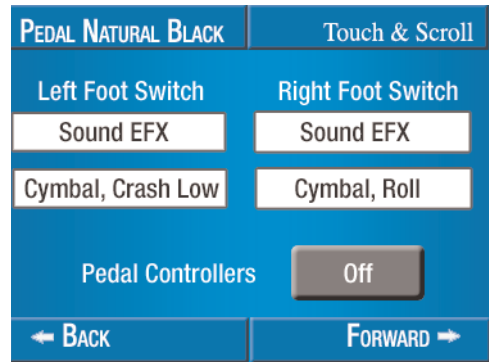 PEDAL NATURAL BLACK Touch & Scroll
Left Foot Switch Right Foot Switch
Sound EFX Sound EFX
Cymbal, Crash Low Cymbal, Roll
Pedal Controllers Off
BACK FORWARD